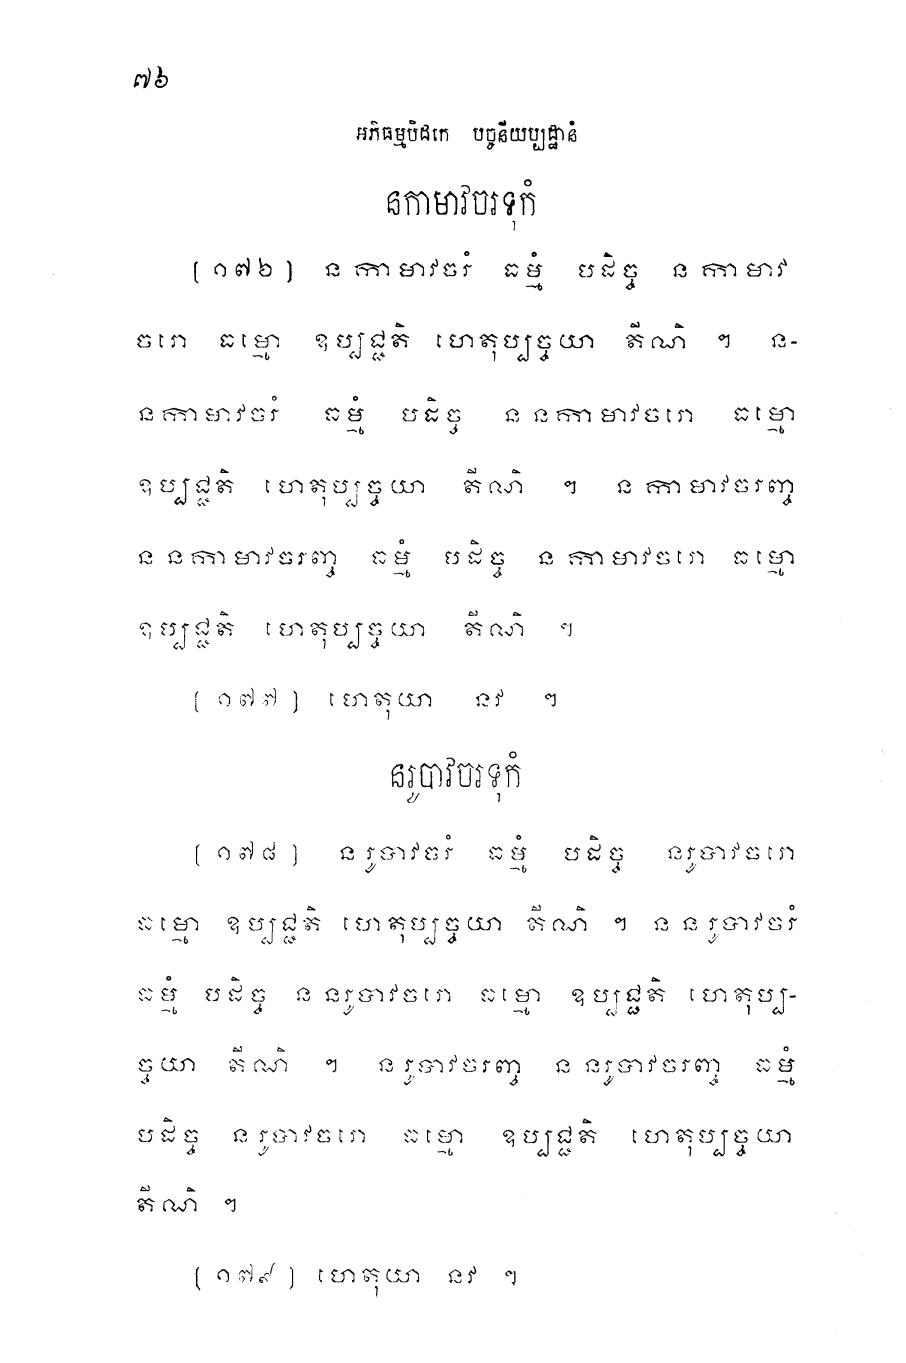 ៧៦
អភិធម្មបិដកេ បច្ចនីយប្បដ្ឋានំ
នកាមាវចរទុកំ
[១៧៦] ន កាមាវចរំ ធម្មំ បដិច្ច ន កាមាវ
ចរោ ធម្មោ ឧប្បជ្ជតិ ហេតុប្បច្ចយា តីណិ ។ ន-
នកាមាវចរំ ធម្មំ បដិច្ច ន នកាមាវចរោ ធម្មោ
ឧប្បជ្ជតិ ហេតុប្បច្ចយា តីណិ ។ ន កាមាវចរញ្ច
ន នកាមាវចរញ្ច ធម្មំ បដិច្ច ន កាមាវចរោ ធម្មោ
ឧប្បជ្ជតិ ហេតុប្បច្ចយា តីណិ ។
[១៧៧] ហេតុយា នវ ។
នរូបាវចរទុកំ
[១៧៨] ន រូបាវចរំ ធម្មំ បដិច្ច នរូបាវចរោ
ធម្មោ ឧប្បជ្ជតិ ហេតុប្បច្ចយា តីណិ ។ ន ន រូបាវចរំ
ធម្មំ បដិច្ច ន នរូបាវចរោ ធម្មោ ឧប្បជ្ជតិ ហេតុប្ប-
ច្ចយា តីណិ ។ ន រូបាវចរញ្ច ន នរូបាវចរញ្ច ធម្មំ
បដិច្ច ន រូបាវចរោ ធម្មោ ឧប្បជ្ជតិ ហេតុប្បច្ចយា
តីណិ ។
[១៧៩] ហេតុយា នវ ។